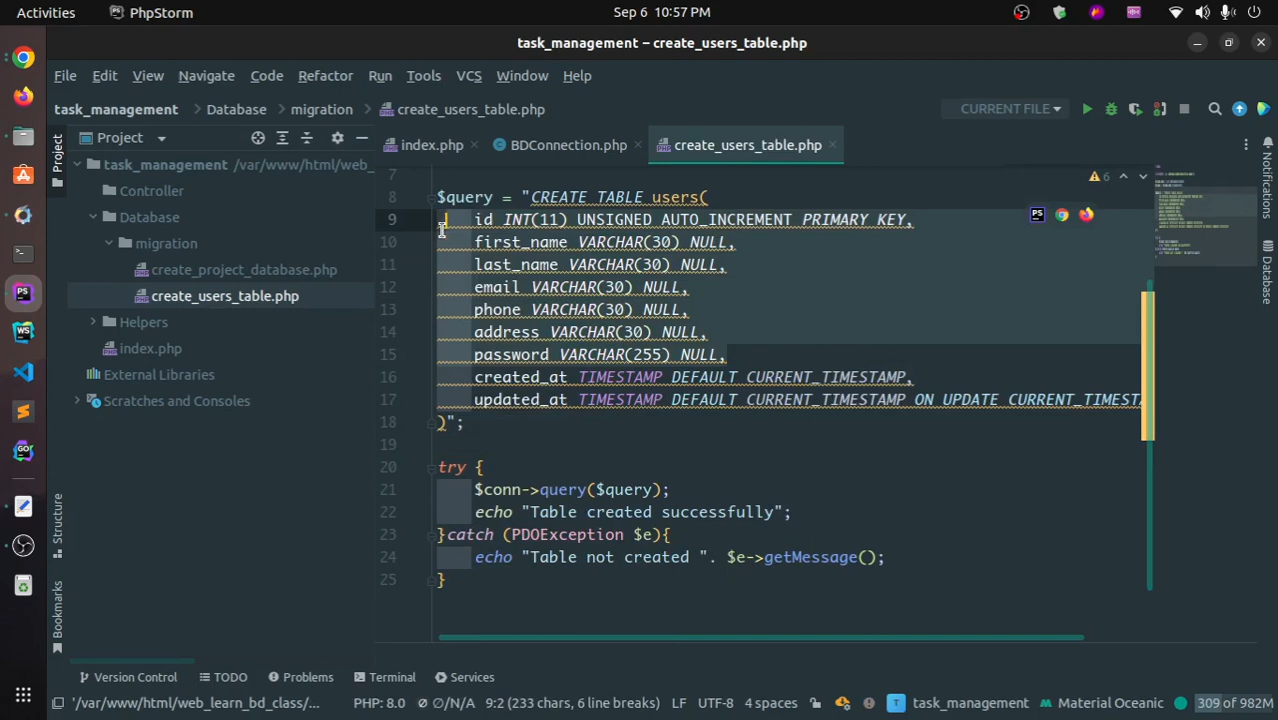 Activities PhpStorm Sep 6 10:57 PM
task_management – create_users_table.php
File Edit View Navigate Code Refactor Run Tools VCS Window Help
task_management Database migration create_users_table.php CURRENT FILE
Project
index.php BDConnection.php create_users_table.php
task_management /var/www/html/web_
Controller
Database
migration
create_project_database.php
create_users_table.php
Helpers
index.php
External Libraries
Scratches and Consoles
Project
Structure
Bookmarks
6
7
8 $query = "CREATE TABLE users(
9 id INT(11) UNSIGNED AUTO_INCREMENT PRIMARY KEY,
10 first_name VARCHAR(30) NULL,
11 last_name VARCHAR(30) NULL,
12 email VARCHAR(30) NULL,
13 phone VARCHAR(30) NULL,
14 address VARCHAR(30) NULL,
15 password VARCHAR(255) NULL,
16 created_at TIMESTAMP DEFAULT CURRENT_TIMESTAMP,
17 updated_at TIMESTAMP DEFAULT CURRENT_TIMESTAMP ON UPDATE CURRENT_TIMESTA
18 )";
19
20 try {
21 $conn->query($query);
22 echo "Table created successfully";
23 }catch (PDOException $e){
24 echo "Table not created ". $e->getMessage();
25 }
Notifications
Database
Version Control TODO Problems Terminal Services
'/var/www/html/web_learn_bd_class/... PHP: 8.0 N/A 9:2 (233 chars, 6 line breaks) LF UTF-8 4 spaces task_management Material Oceanic 309 of 982M